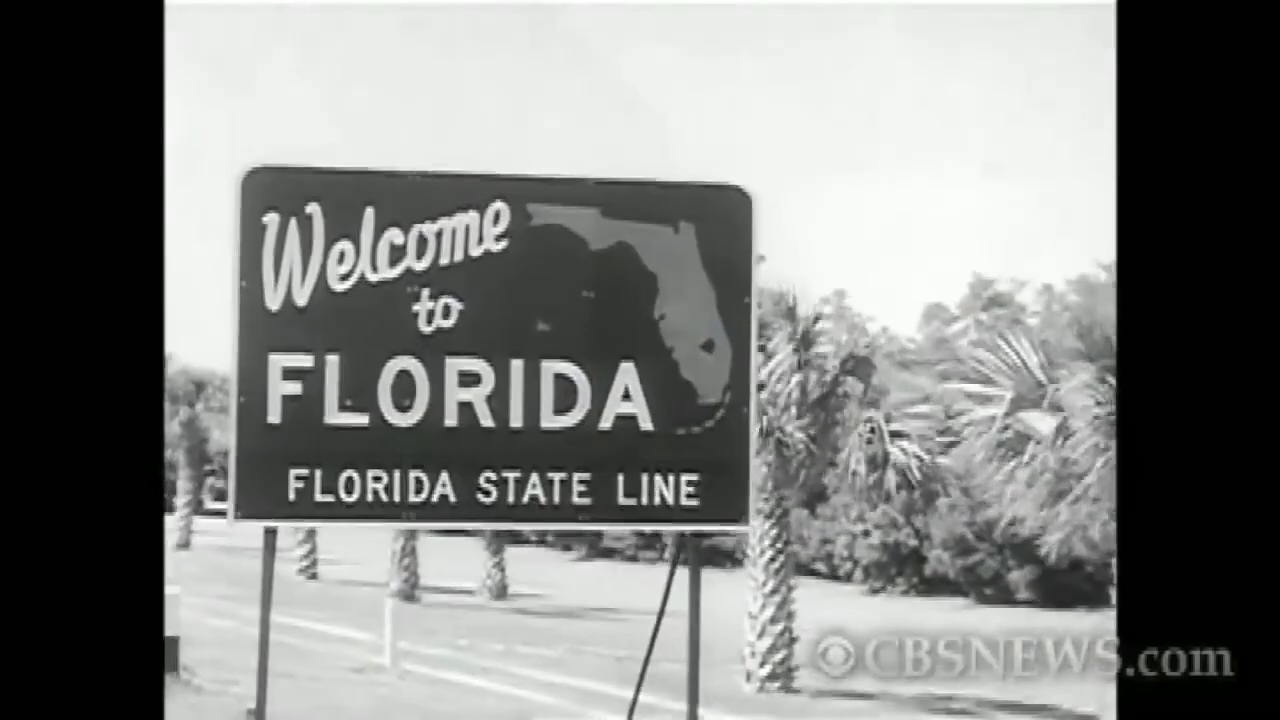 Welcome
to
FLORIDA
FLORIDA STATE LINE
CBSNEWS.com